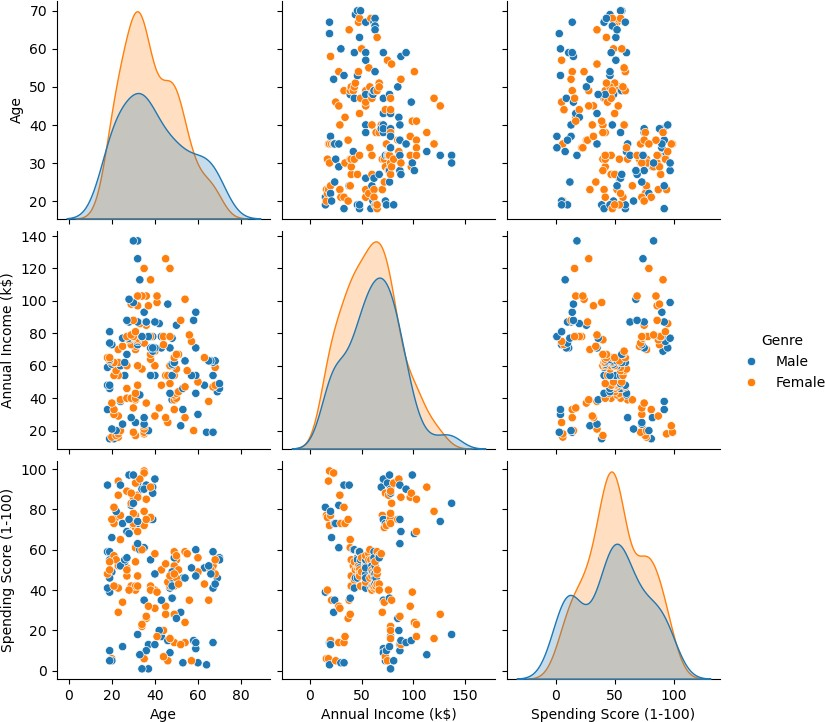 70
60
50
40
30
20
Age
140
120
100
80
60
40
20
Annual Income (k$)
Genre
Male
Female
100
80
60
40
20
0
Spending Score (1-100)
0 20 40 60 80
0 50 100 150
0 50 100
Age
Annual Income (k$)
Spending Score (1-100)